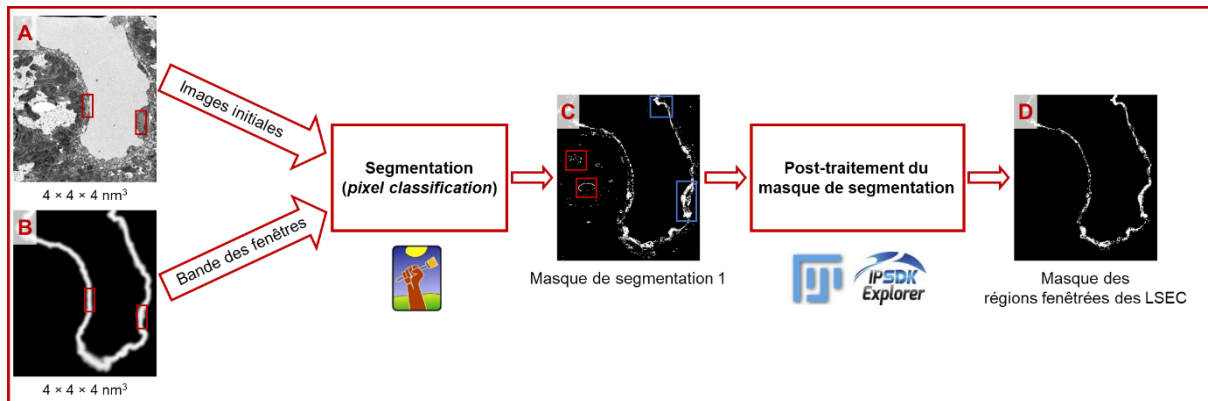 A
4 × 4 × 4 nm³
B
4 × 4 × 4 nm³
Images initiales
Bande des fenêtres
Segmentation
(pixel classification)
C
Masque de segmentation 1
Post-traitement du
masque de segmentation
IPSDK
Explorer
D
Masque des
régions fenêtrées des LSEC